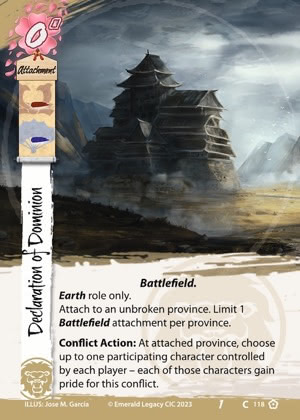 0
Attachment
Declaration of Dominion
Battlefield.
Earth role only.
Attach to an unbroken province. Limit 1
Battlefield attachment per province.
Conflict Action: At attached province, choose
up to one participating character controlled
by each player – each of those characters gain
pride for this conflict.
ILLUS: Jose M. García
© Emerald Legacy CIC 2023
C 118